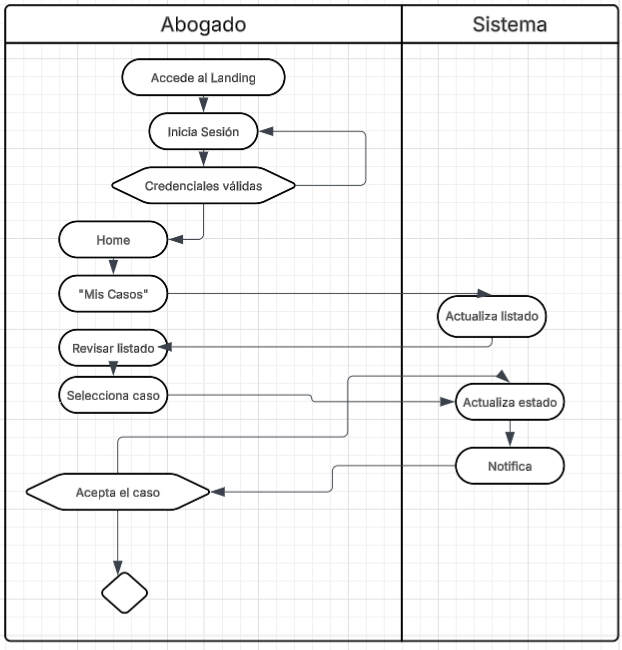 Abogado
Sistema
Accede al Landing
Inicia Sesión
Credenciales válidas
Home
"Mis Casos"
Actualiza listado
Revisar listado
Selecciona caso
Actualiza estado
Notifica
Acepta el caso